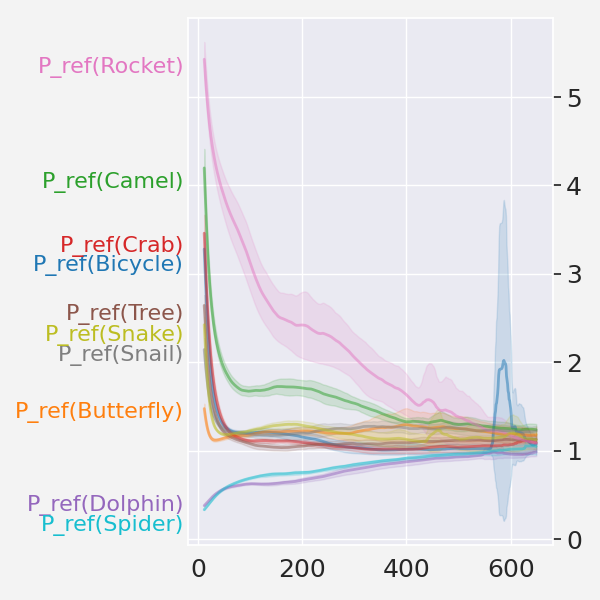 P_ref(Rocket)
P_ref(Camel)
P_ref(Crab)
P_ref(Bicycle)
P_ref(Tree)
P_ref(Snake)
P_ref(Snail)
P_ref(Butterfly)
P_ref(Dolphin)
P_ref(Spider)
5
4
3
2
1
0
0 200 400 600